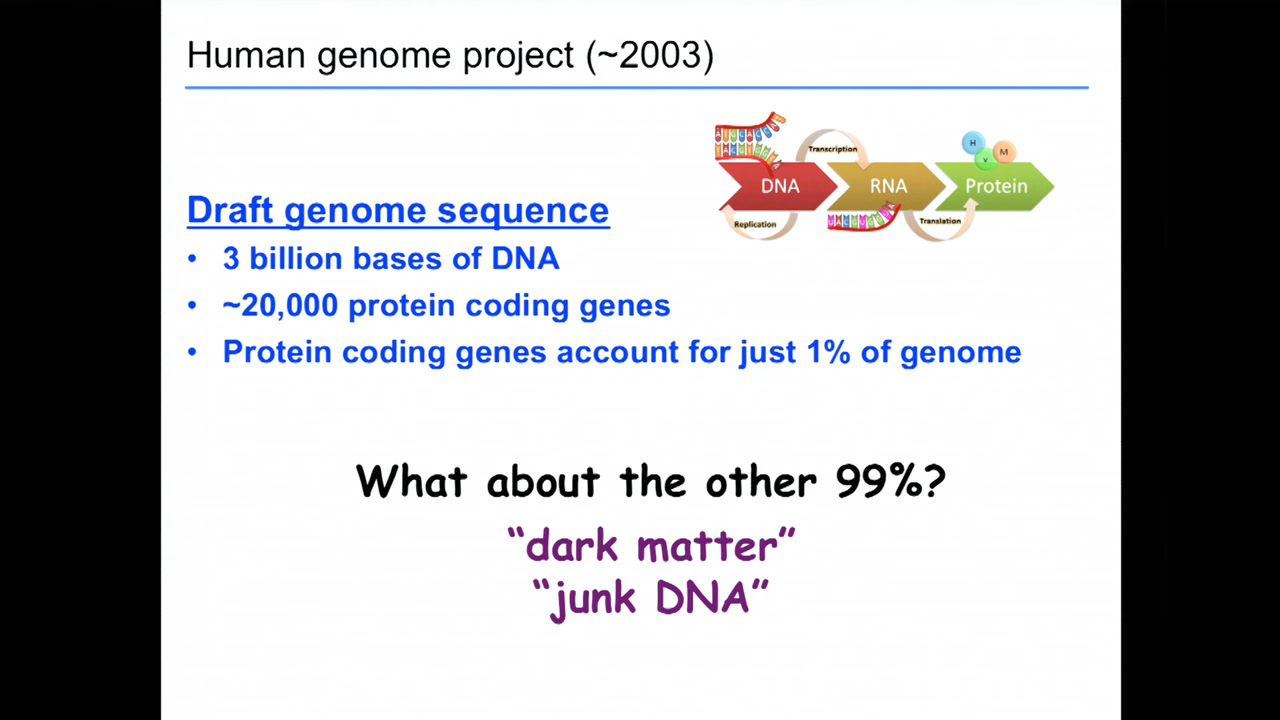 Human genome project (~2003)
Transcription
H
V
M
DNA
RNA
Protein
Replication
Translation
Draft genome sequence
• 3 billion bases of DNA
• ~20,000 protein coding genes
• Protein coding genes account for just 1% of genome
What about the other 99%?
“dark matter”
“junk DNA”